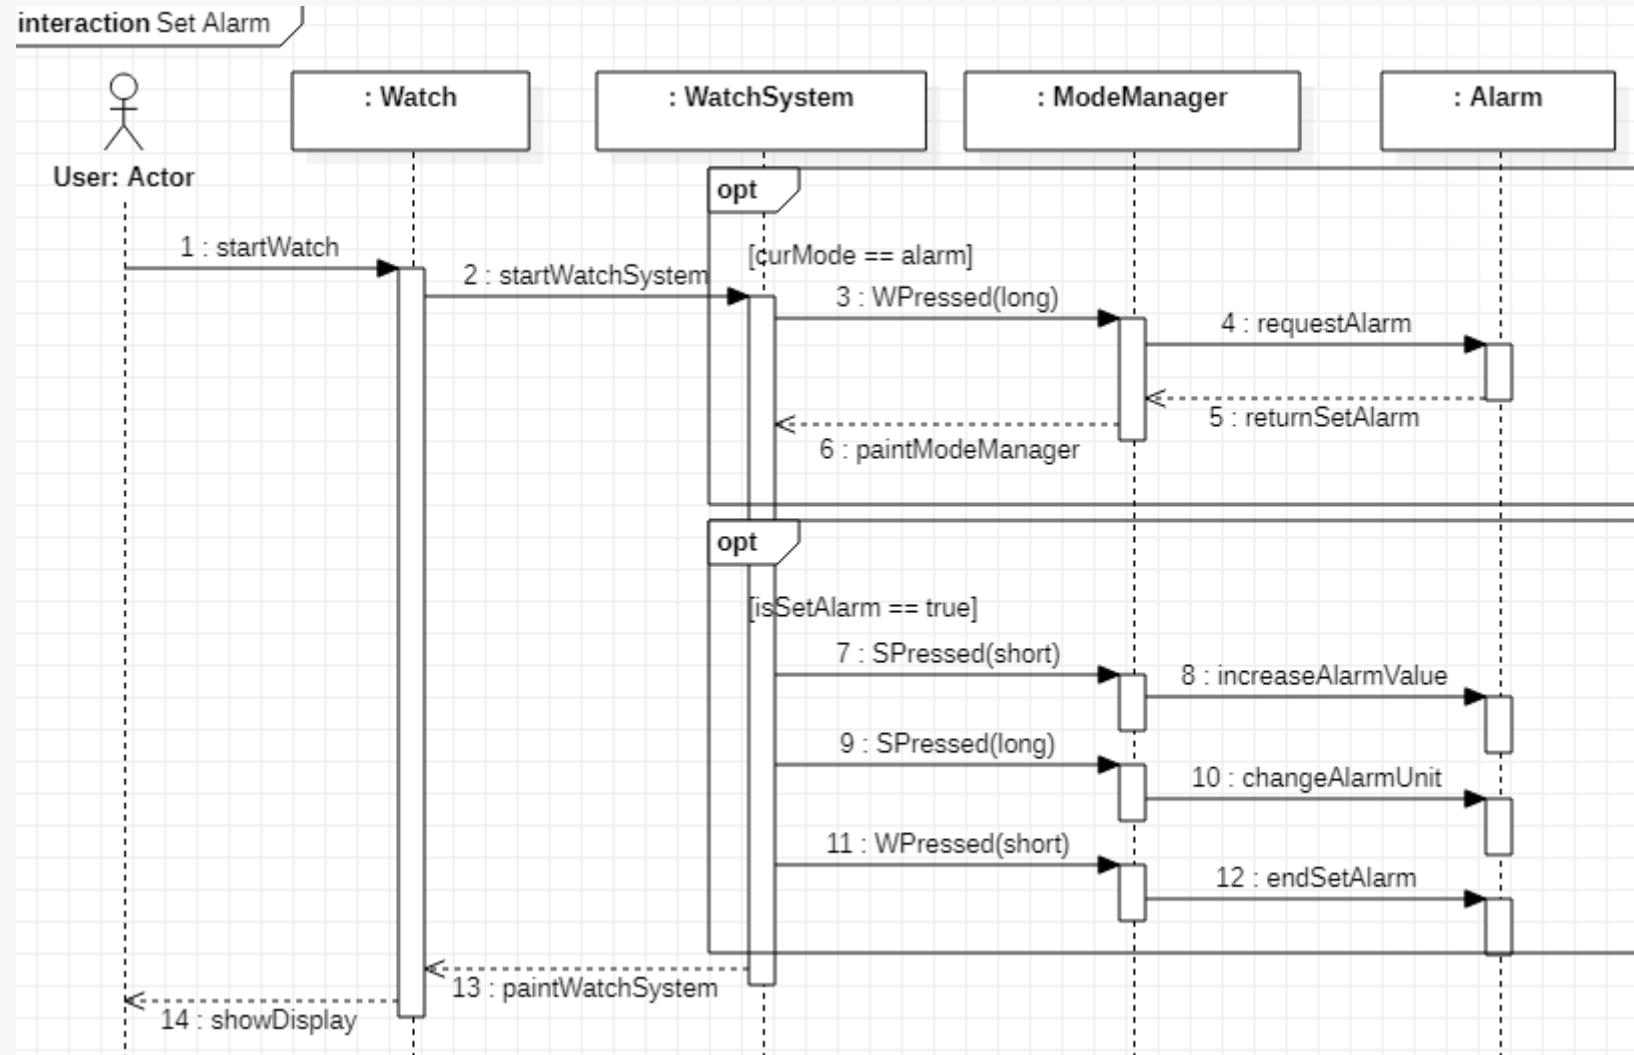 interaction Set Alarm
: Watch
: WatchSystem
: ModeManager
: Alarm
User: Actor
opt
[curMode == alarm]
1 : startWatch
2 : startWatchSystem
3 : WPressed(long)
4 : requestAlarm
5 : returnSetAlarm
6 : paintModeManager
opt
[isSetAlarm == true]
7 : SPressed(short)
8 : increaseAlarmValue
9 : SPressed(long)
10 : changeAlarmUnit
11 : WPressed(short)
12 : endSetAlarm
13 : paintWatchSystem
14 : showDisplay